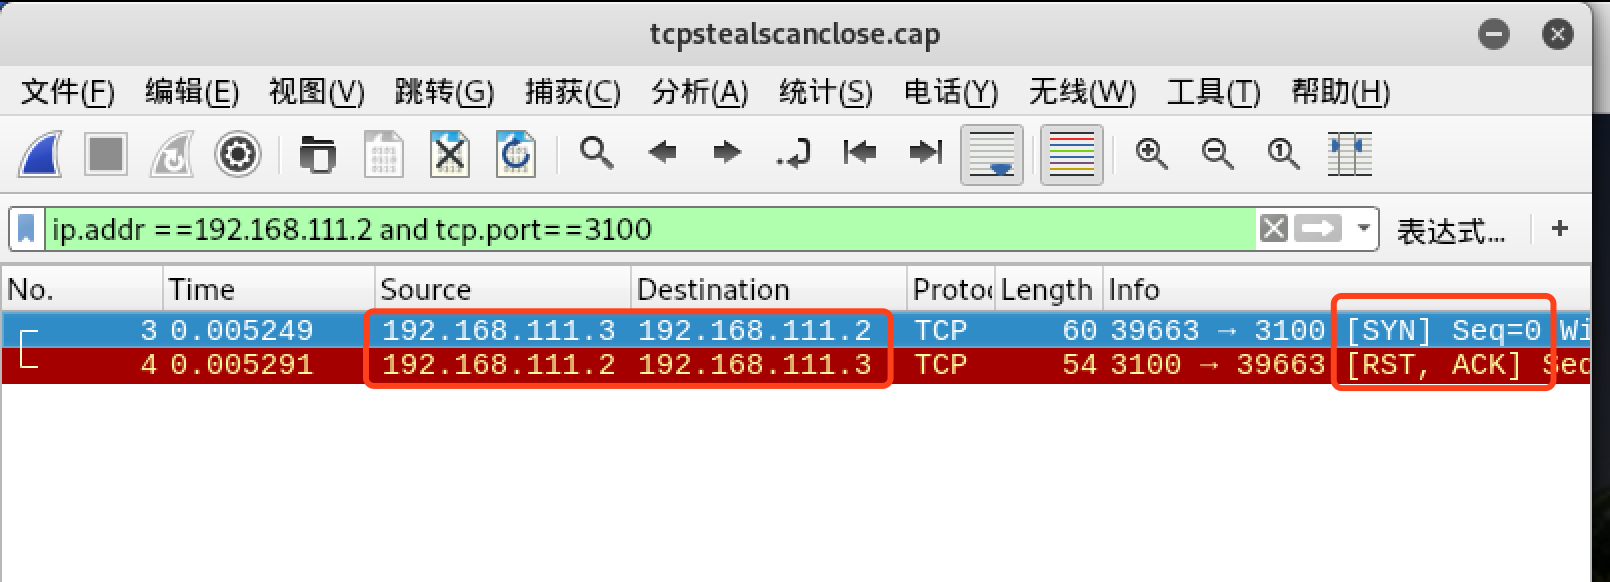 tcpstealscanclose.cap
文件(F) 编辑(E) 视图(V) 跳转(G) 捕获(C) 分析(A) 统计(S) 电话(Y) 无线(W) 工具(T) 帮助(H)
ip.addr ==192.168.111.2 and tcp.port==3100 表达式… +
No. Time Source Destination Protoc Length Info
3 0.005249 192.168.111.3 192.168.111.2 TCP 60 39663 → 3100 [SYN] Seq=0 Wi
4 0.005291 192.168.111.2 192.168.111.3 TCP 54 3100 → 39663 [RST, ACK] Seq